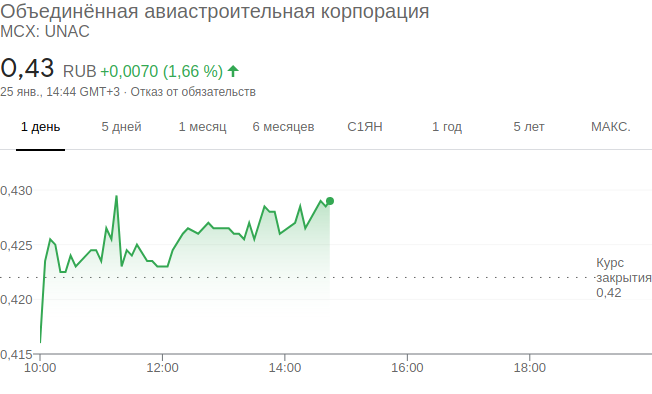 Объединённая авиастроительная корпорация
MCX: UNAC
0,43 RUB +0,0070 (1,66 %)
25 янв., 14:44 GMT+3 · Отказ от обязательств
1 день 5 дней 1 месяц 6 месяцев С1ЯН 1 год 5 лет МАКС.
0,430
0,425
Курс
закрытия
0,42
0,420
0,415
10:00 12:00 14:00 16:00 18:00